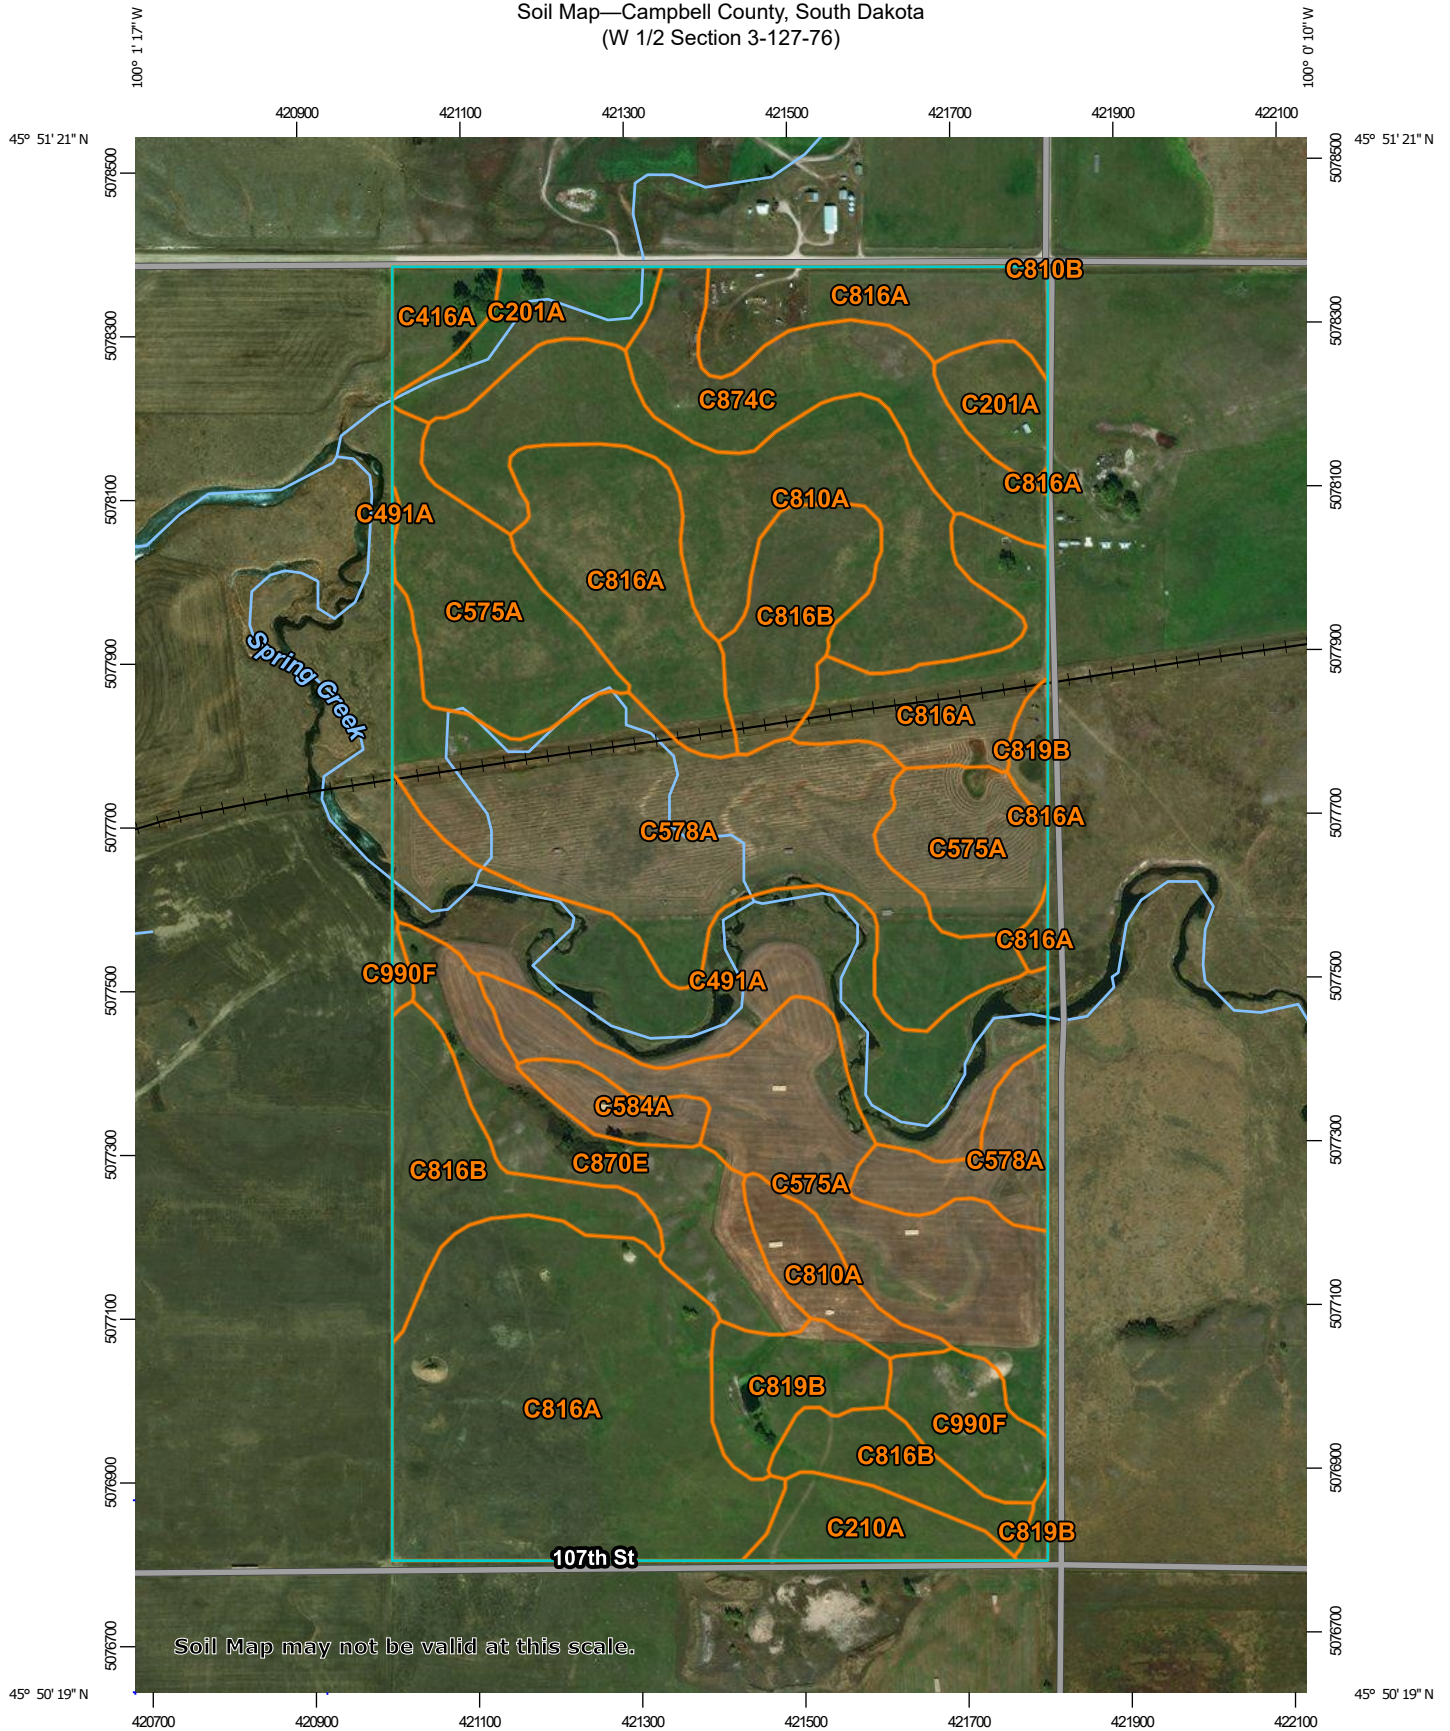 Soil Map—Campbell County, South Dakota
(W 1/2 Section 3-127-76)
100° 1' 17'' W
100° 0' 10'' W
420900 421100 421300 421500 421700 421900 422100
45° 51' 21'' N
45° 51' 21'' N
5078500
5078500
C810B
C816A
C416A
C201A
5078300
5078300
C874C
C201A
C816A
5078100
5078100
C810A
C491A
C816A
C575A
C816B
5077900
5077900
Spring Creek
C816A
C819B
5077700
5077700
C816A
C578A
C575A
C816A
C990F
C491A
5077500
5077500
C584A
C578A
C870E
C816B
C575A
5077300
5077300
C810A
5077100
5077100
C819B
C816A
C990F
C816B
5076900
5076900
C210A
C819B
107th St
5076700
5076700
Soil Map may not be valid at this scale.
45° 50' 19'' N
45° 50' 19'' N
420700 420900 421100 421300 421500 421700 421900 422100